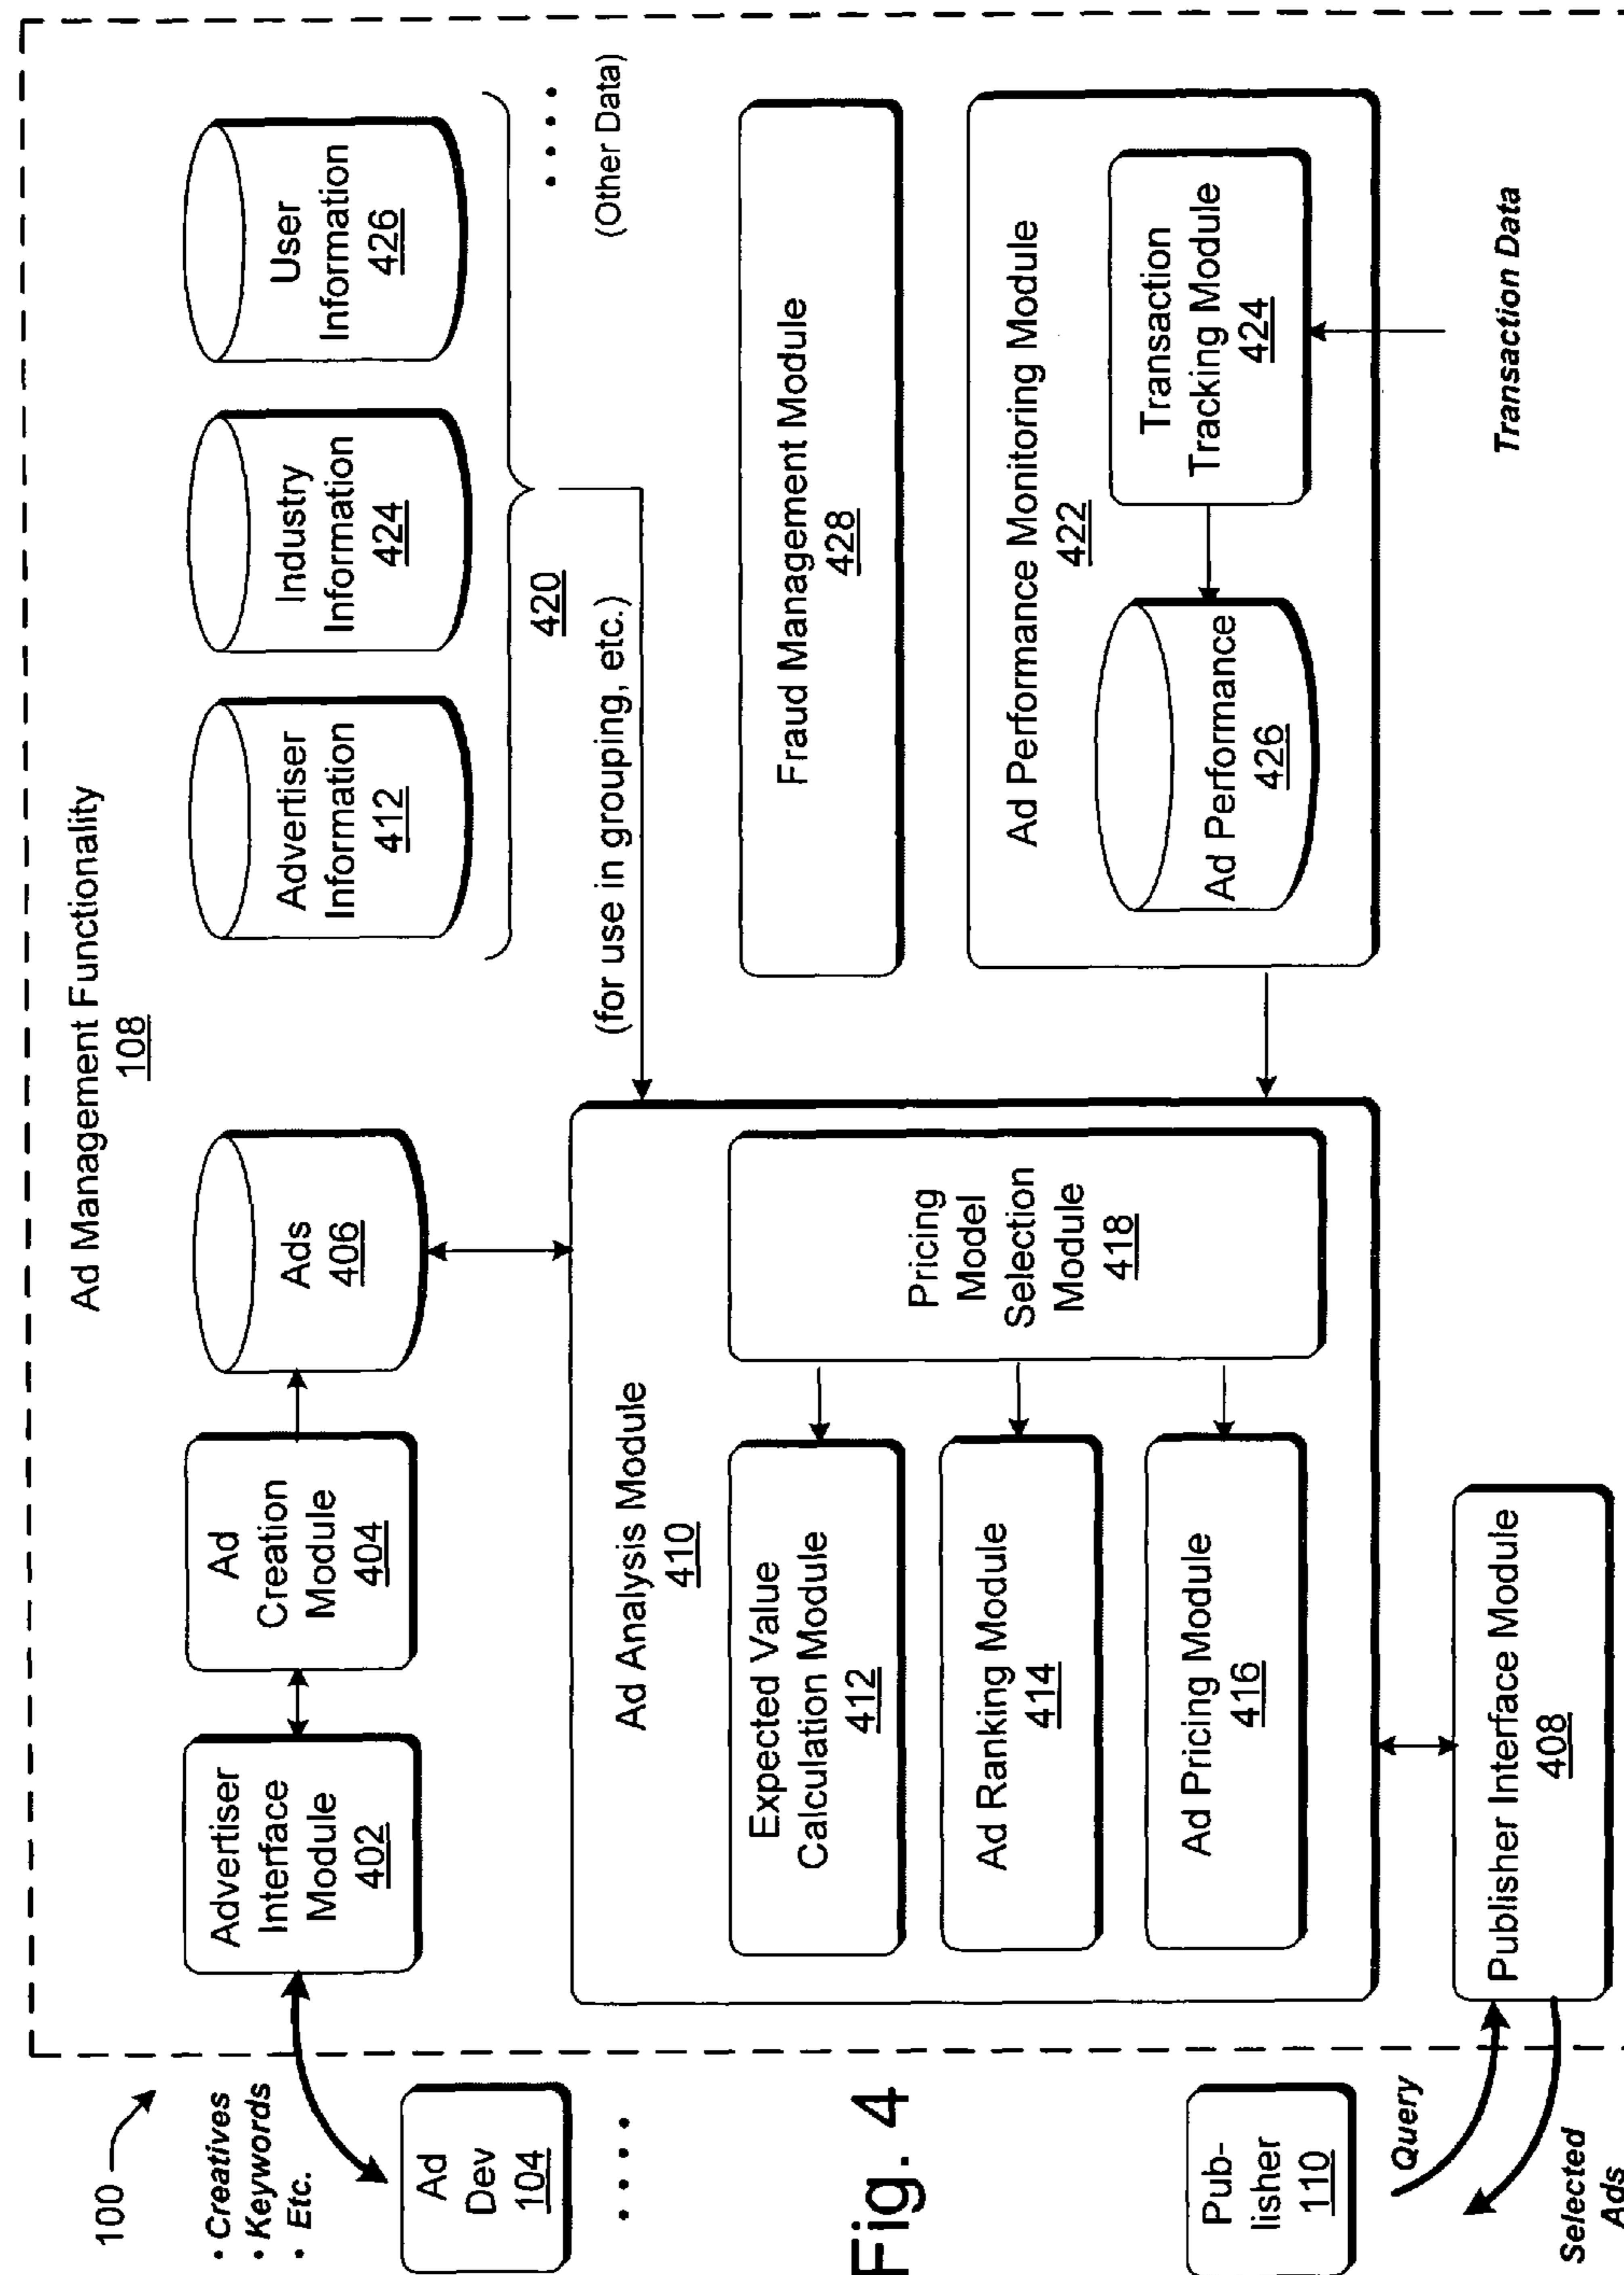 100
• Creatives
• Keywords
• Etc.
Ad
Dev
104
• • • •
Fig. 4
Pub-
lisher
110
Query
Selected
Ads
Ad Management Functionality
108
Advertiser
Interface
Module
402
Ad
Creation
Module
404
Ads
406
Advertiser
Information
412
Industry
Information
424
User
Information
426
• • • • •
(Other Data)
420
(for use in grouping, etc.)
Ad Analysis Module
410
Expected Value
Calculation Module
412
Ad Ranking Module
414
Ad Pricing Module
416
Pricing
Model
Selection
Module
418
Fraud Management Module
428
Ad Performance Monitoring Module
422
Ad Performance
426
Transaction
Tracking Module
424
Transaction Data
Publisher Interface Module
408